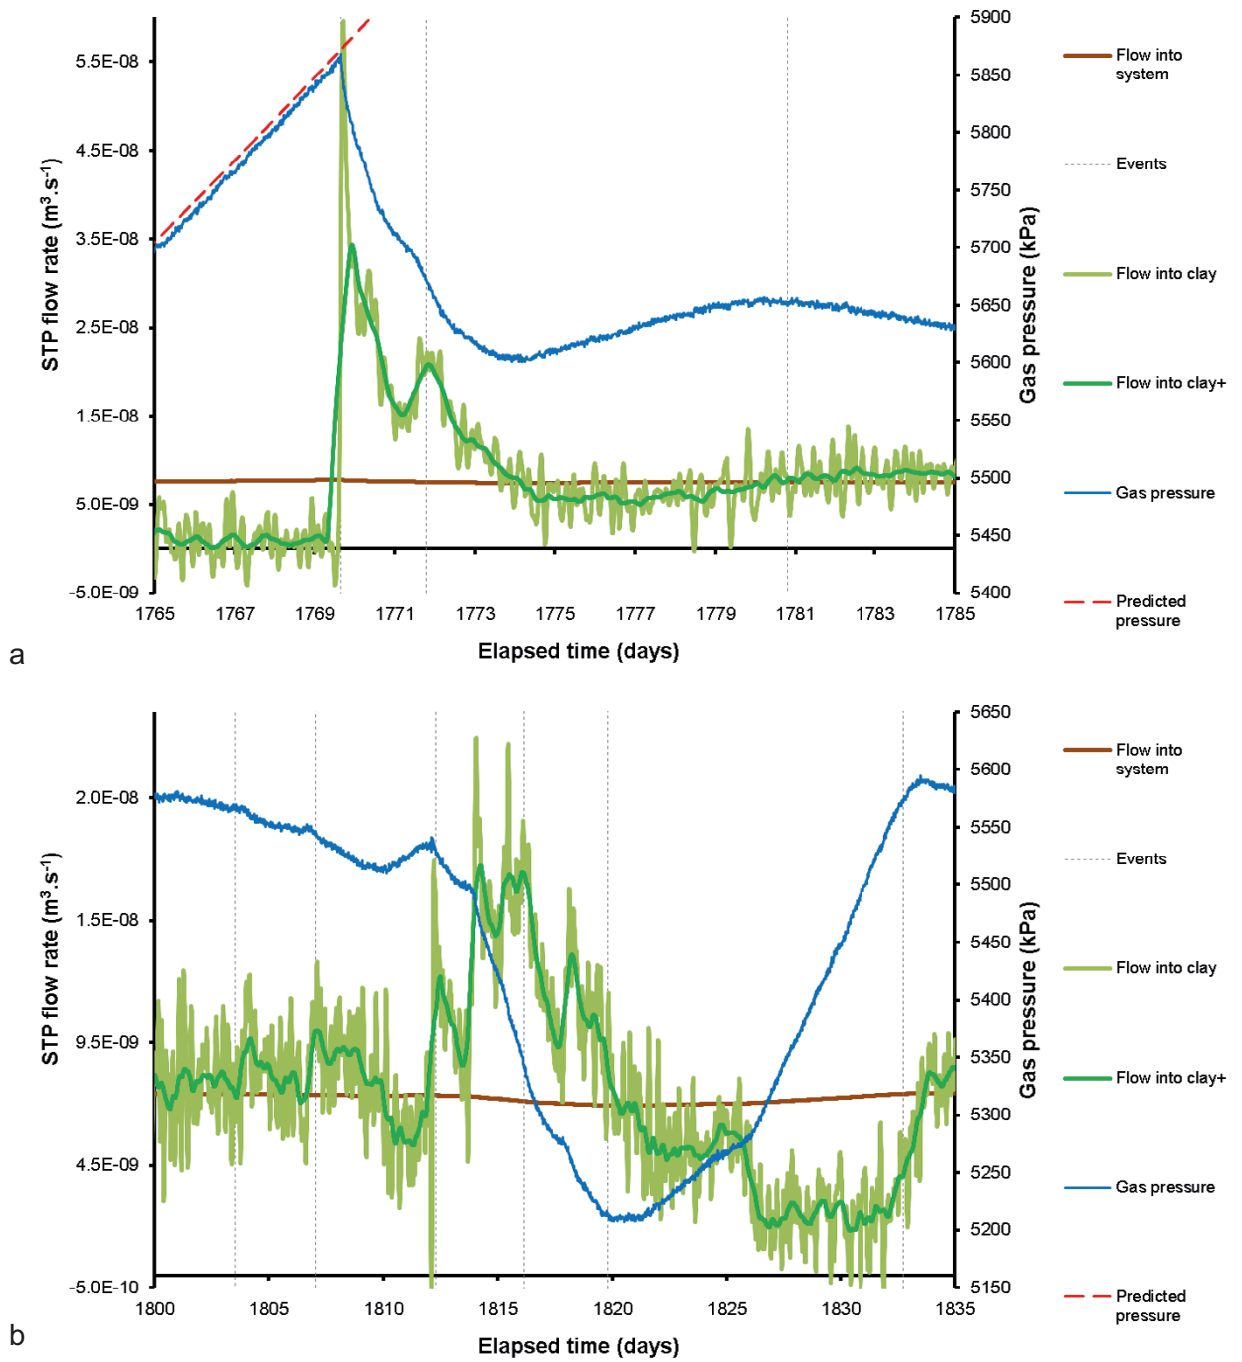 5.5E-08
4.5E-08
3.5E-08
2.5E-08
1.5E-08
5.0E-09
-5.0E-09
STP flow rate (m³.s⁻¹)
5900
5850
5800
5750
5700
5650
5600
5550
5500
5450
5400
Gas pressure (kPa)
1765 1767 1769 1771 1773 1775 1777 1779 1781 1783 1785
Elapsed time (days)
Flow into
system
Events
Flow into clay
Flow into clay+
Gas pressure
Predicted
pressure
a
2.0E-08
1.5E-08
9.5E-09
4.5E-09
-5.0E-10
STP flow rate (m³.s⁻¹)
5650
5600
5550
5500
5450
5400
5350
5300
5250
5200
5150
Gas pressure (kPa)
1800 1805 1810 1815 1820 1825 1830 1835
Elapsed time (days)
Flow into
system
Events
Flow into clay
Flow into clay+
Gas pressure
Predicted
pressure
b